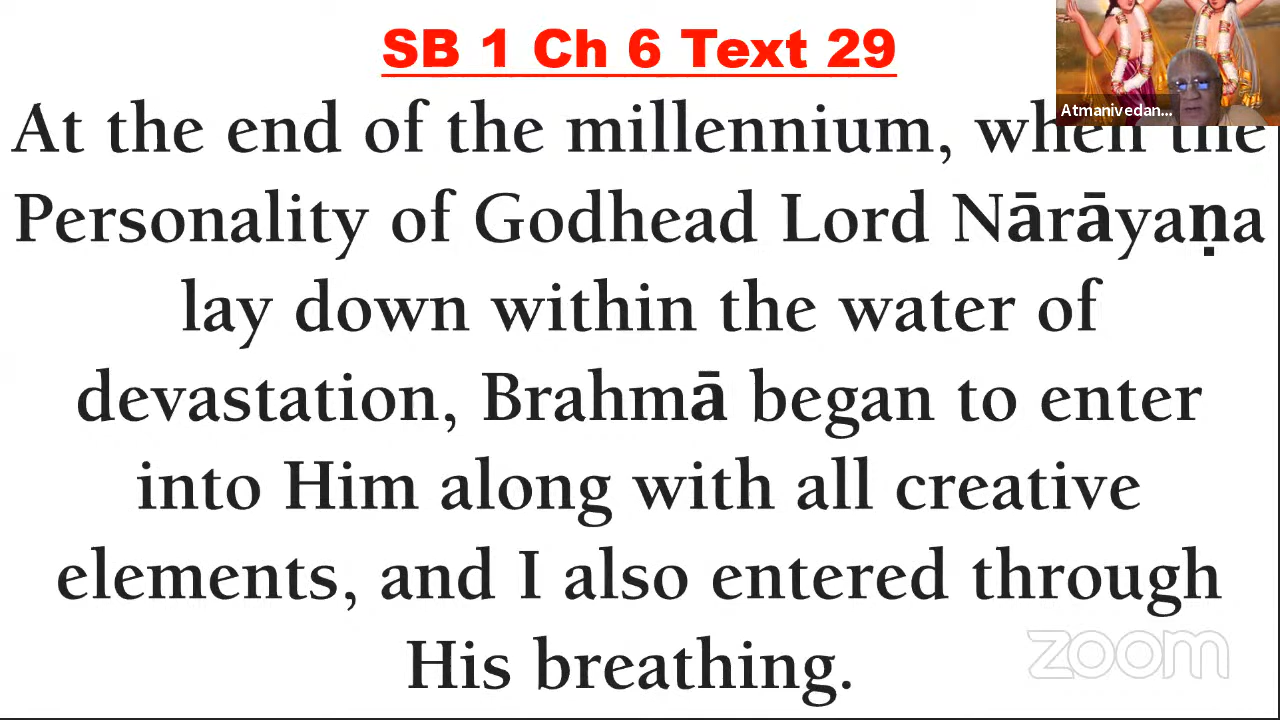 SB 1 Ch 6 Text 29
Atmanivedan...
At the end of the millennium, when the
Personality of Godhead Lord Nārāyaṇa
lay down within the water of
devastation, Brahmā began to enter
into Him along with all creative
elements, and I also entered through
His breathing.
zoom